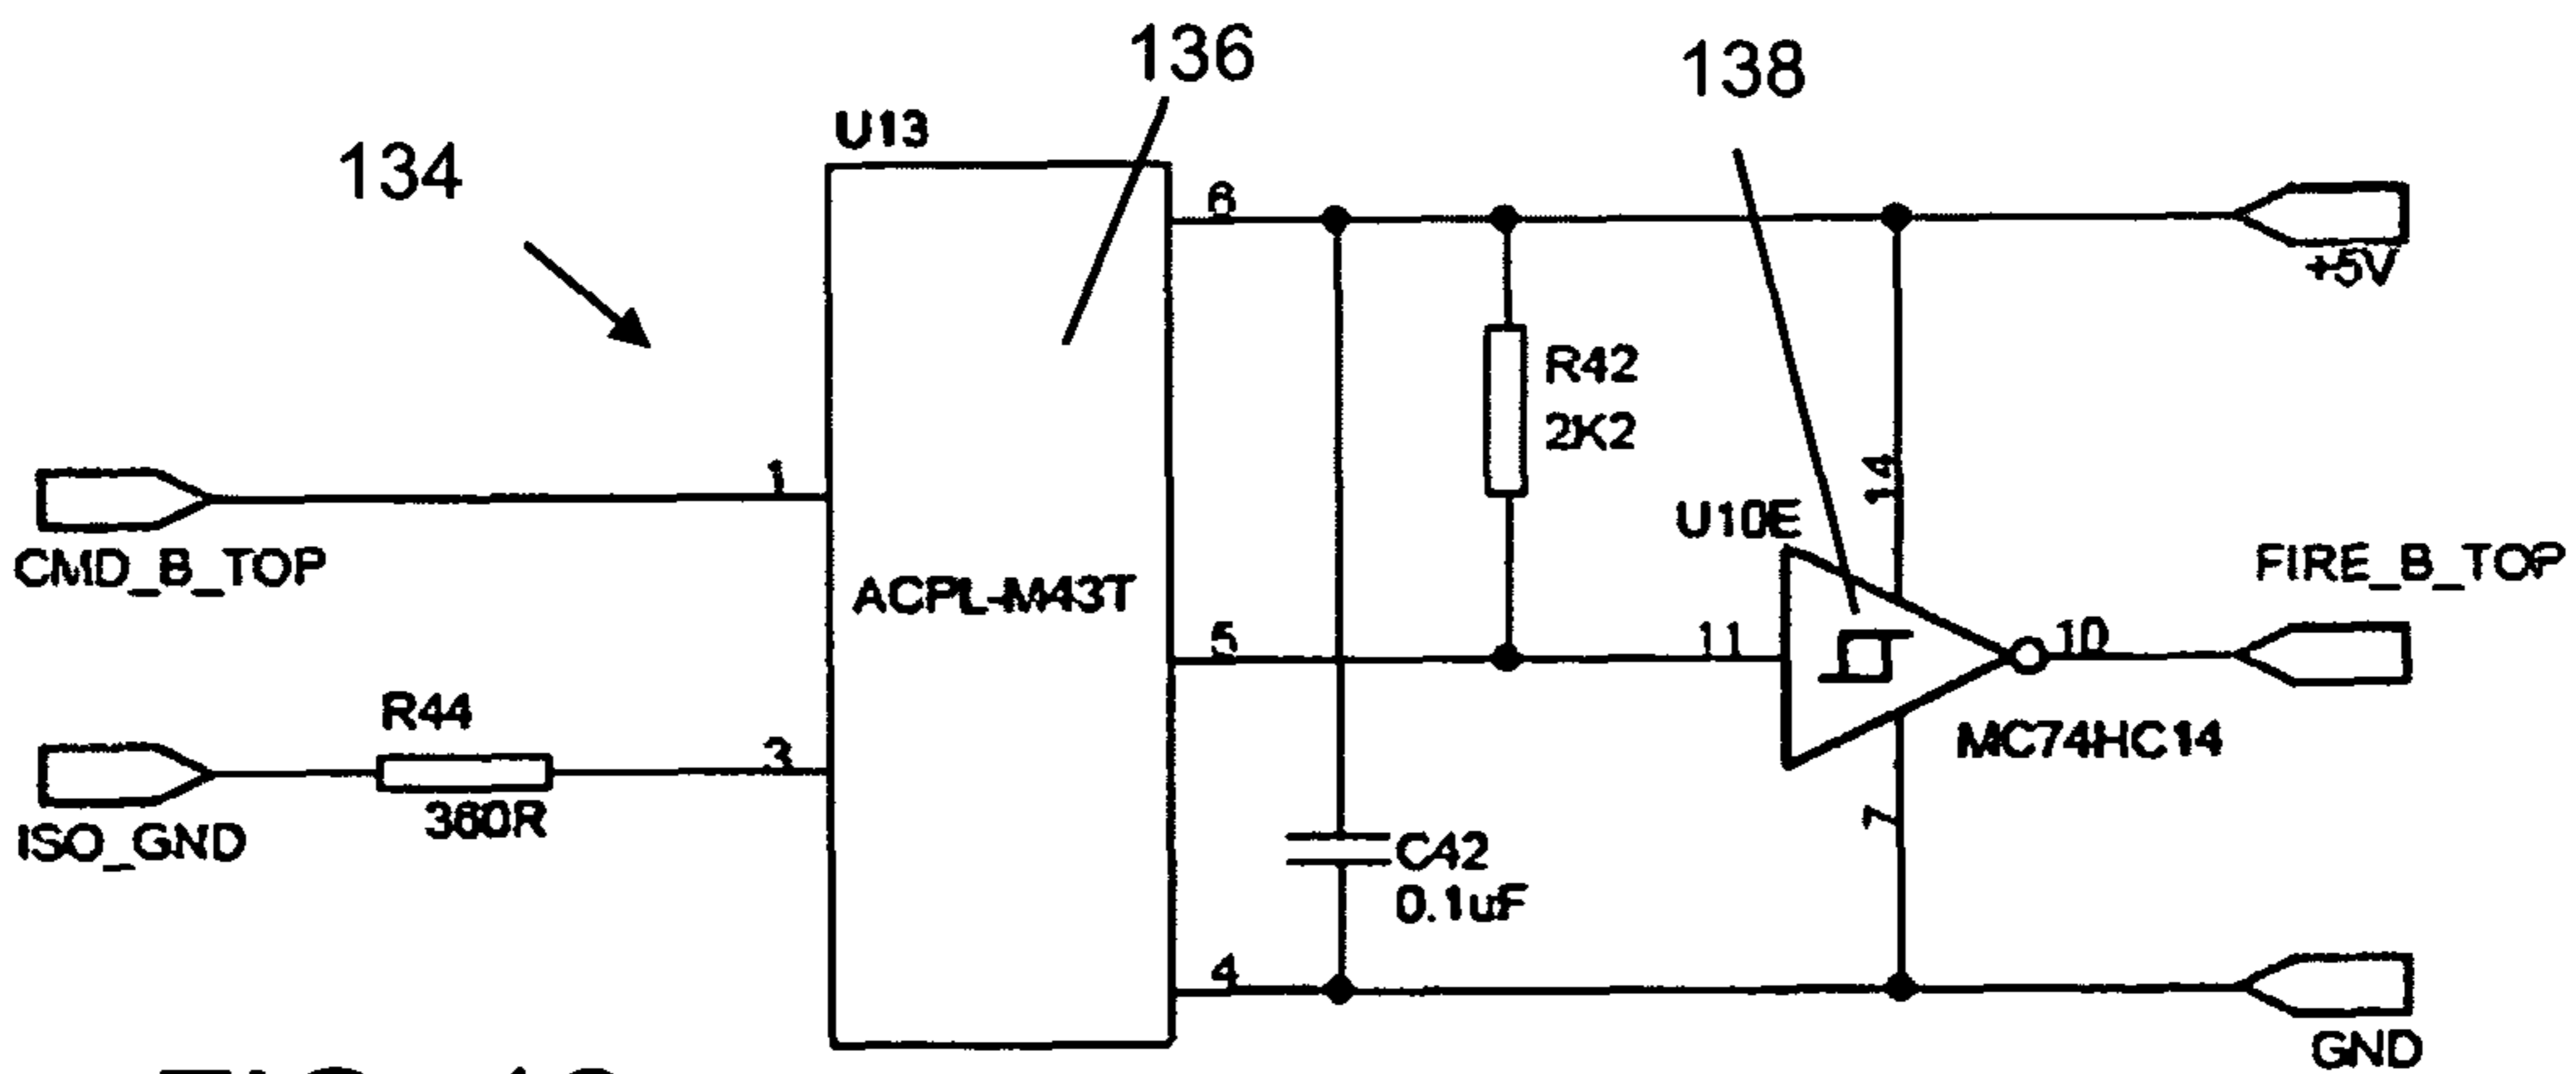 136
138
134
U13
6
+5V
R42
2K2
14
1
CMD_B_TOP
ACPL-M43T
U10E
FIRE_B_TOP
5
11
10
R44
3
360R
ISO_GND
MC74HC14
7
C42
0.1uF
4
GND